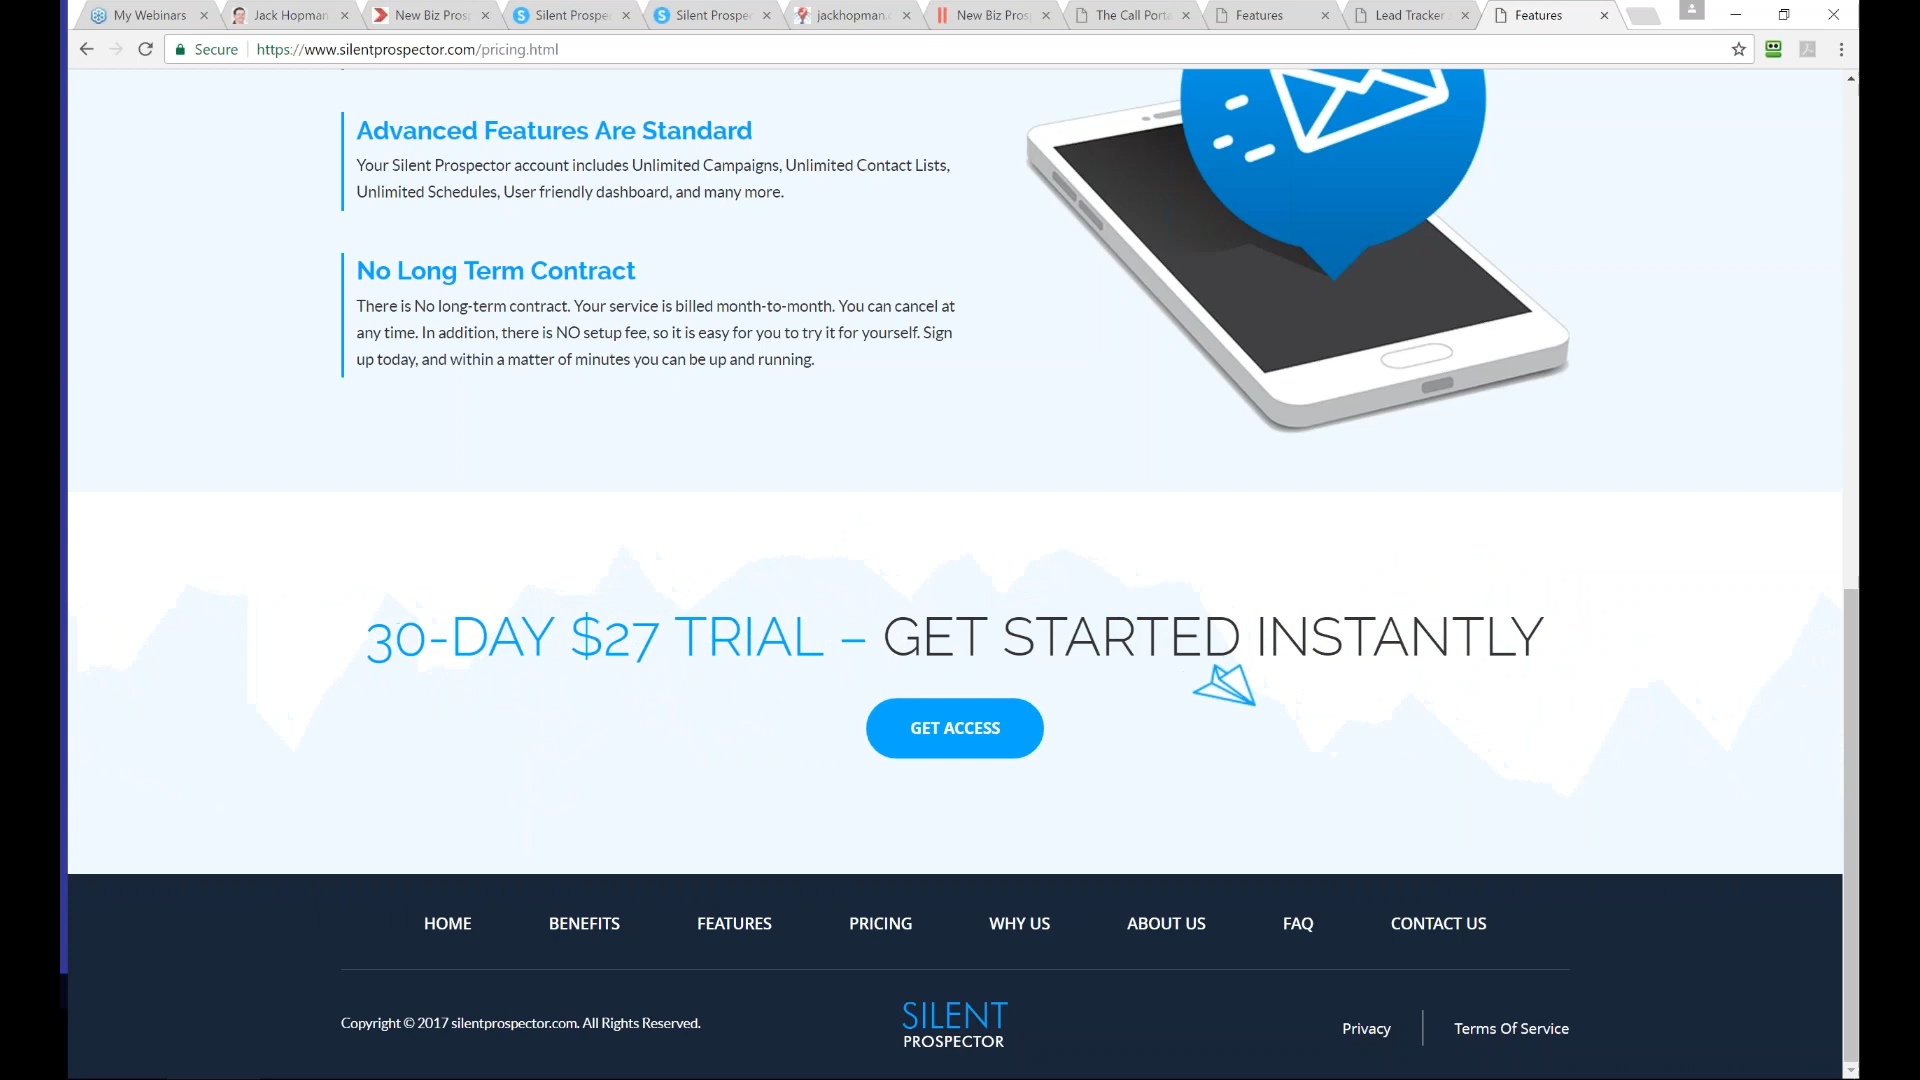 My Webinars
Jack Hopman
New Biz Pros
Silent Prospe
Silent Prospe
jackhopman.c
New Biz Pros
The Call Porta
Features
Lead Tracker
Features
Secure
https://www.silentprospector.com/pricing.html
Advanced Features Are Standard
Your Silent Prospector account includes Unlimited Campaigns, Unlimited Contact Lists,
Unlimited Schedules, User friendly dashboard, and many more.
No Long Term Contract
There is No long-term contract. Your service is billed month-to-month. You can cancel at
any time. In addition, there is NO setup fee, so it is easy for you to try it for yourself. Sign
up today, and within a matter of minutes you can be up and running.
30-DAY $27 TRIAL – GET STARTED INSTANTLY
GET ACCESS
HOME BENEFITS FEATURES PRICING WHY US ABOUT US FAQ CONTACT US
Copyright © 2017 silentprospector.com. All Rights Reserved.
SILENT
PROSPECTOR
Privacy
Terms Of Service